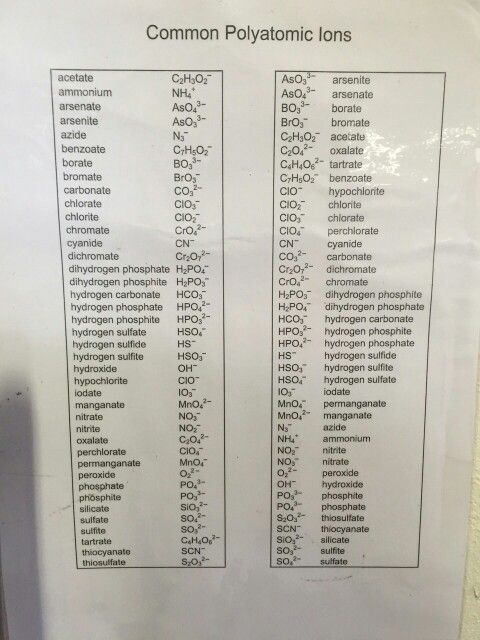 Common Polyatomic Ions
acetate C₂H₃O₂⁻
ammonium NH₄⁺
arsenate AsO₄³⁻
arsenite AsO₃³⁻
azide N₃⁻
benzoate C₇H₅O₂⁻
borate BO₃³⁻
bromate BrO₃⁻
carbonate CO₃²⁻
chlorate ClO₃⁻
chlorite ClO₂⁻
chromate CrO₄²⁻
cyanide CN⁻
dichromate Cr₂O₇²⁻
dihydrogen phosphate H₂PO₄⁻
dihydrogen phosphite H₂PO₃⁻
hydrogen carbonate HCO₃⁻
hydrogen phosphate HPO₄²⁻
hydrogen phosphite HPO₃²⁻
hydrogen sulfate HSO₄⁻
hydrogen sulfide HS⁻
hydrogen sulfite HSO₃⁻
hydroxide OH⁻
hypochlorite ClO⁻
iodate IO₃⁻
manganate MnO₄²⁻
nitrate NO₃⁻
nitrite NO₂⁻
oxalate C₂O₄²⁻
perchlorate ClO₄⁻
permanganate MnO₄⁻
peroxide O₂²⁻
phosphate PO₄³⁻
phosphite PO₃³⁻
silicate SiO₃²⁻
sulfate SO₄²⁻
sulfite SO₃²⁻
tartrate C₄H₄O₆²⁻
thiocyanate SCN⁻
thiosulfate S₂O₃²⁻
AsO₃³⁻ arsenite
AsO₄³⁻ arsenate
BO₃³⁻ borate
BrO₃⁻ bromate
C₂H₃O₂⁻ acetate
C₂O₄²⁻ oxalate
C₄H₄O₆²⁻ tartrate
C₇H₅O₂⁻ benzoate
ClO⁻ hypochlorite
ClO₂⁻ chlorite
ClO₃⁻ chlorate
ClO₄⁻ perchlorate
CN⁻ cyanide
CO₃²⁻ carbonate
Cr₂O₇²⁻ dichromate
CrO₄²⁻ chromate
H₂PO₃⁻ dihydrogen phosphite
H₂PO₄⁻ dihydrogen phosphate
HCO₃⁻ hydrogen carbonate
HPO₃²⁻ hydrogen phosphite
HPO₄²⁻ hydrogen phosphate
HS⁻ hydrogen sulfide
HSO₃⁻ hydrogen sulfite
HSO₄⁻ hydrogen sulfate
IO₃⁻ iodate
MnO₄⁻ permanganate
MnO₄²⁻ manganate
N₃⁻ azide
NH₄⁺ ammonium
NO₂⁻ nitrite
NO₃⁻ nitrate
O₂²⁻ peroxide
OH⁻ hydroxide
PO₃³⁻ phosphite
PO₄³⁻ phosphate
S₂O₃²⁻ thiosulfate
SCN⁻ thiocyanate
SiO₃²⁻ silicate
SO₃²⁻ sulfite
SO₄²⁻ sulfate